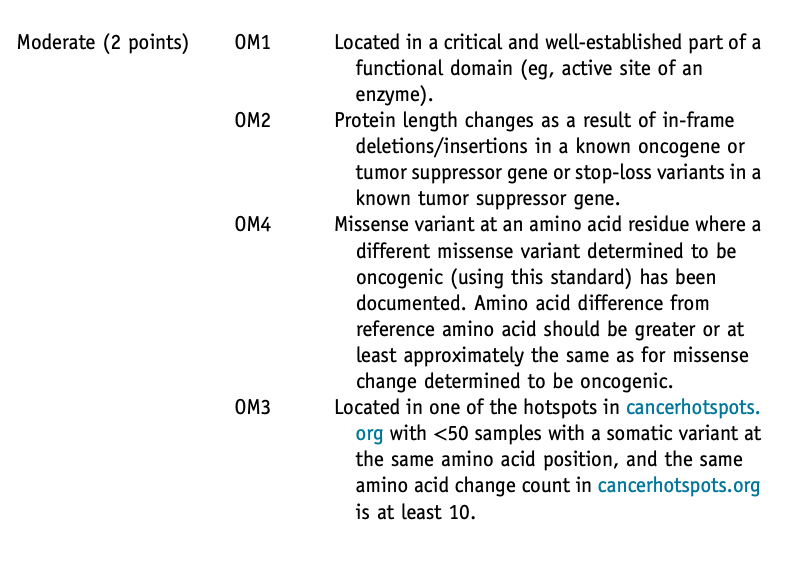 Moderate (2 points) OM1 Located in a critical and well-established part of a
functional domain (eg, active site of an
enzyme).
OM2 Protein length changes as a result of in-frame
deletions/insertions in a known oncogene or
tumor suppressor gene or stop-loss variants in a
known tumor suppressor gene.
OM4 Missense variant at an amino acid residue where a
different missense variant determined to be
oncogenic (using this standard) has been
documented. Amino acid difference from
reference amino acid should be greater or at
least approximately the same as for missense
change determined to be oncogenic.
OM3 Located in one of the hotspots in cancerhotspots.
org with <50 samples with a somatic variant at
the same amino acid position, and the same
amino acid change count in cancerhotspots.org
is at least 10.